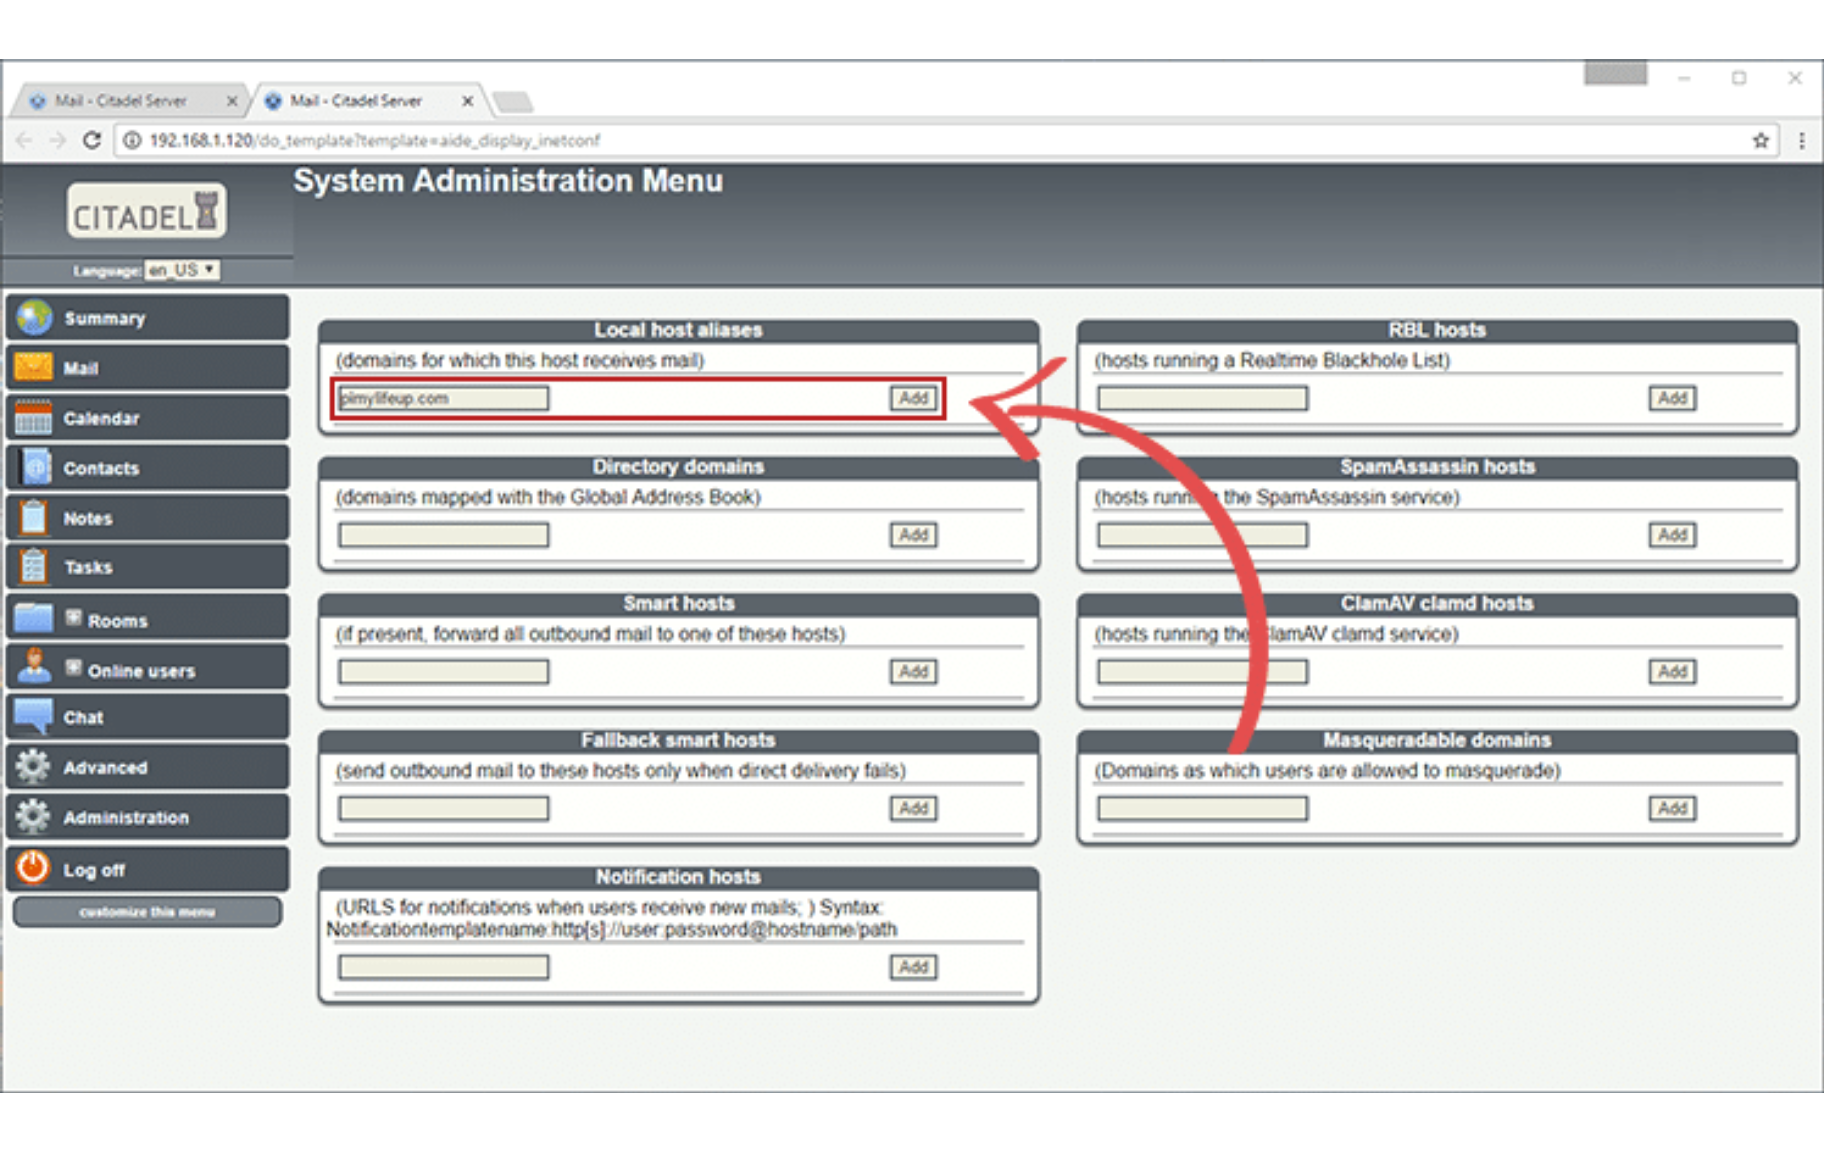 Mail - Citadel Server
Mail - Citadel Server
192.168.1.120/do_template?template=aide_display_inetconf
CITADEL
System Administration Menu
Language: en_US
Summary
Mail
Calendar
Contacts
Notes
Tasks
Rooms
Online users
Chat
Advanced
Administration
Log off
customize this menu
Local host aliases
(domains for which this host receives mail)
pimylifeup.com Add
Directory domains
(domains mapped with the Global Address Book)
Add
Smart hosts
(if present, forward all outbound mail to one of these hosts)
Add
Fallback smart hosts
(send outbound mail to these hosts only when direct delivery fails)
Add
Notification hosts
(URLS for notifications when users receive new mails; ) Syntax:
Notificationtemplatename:http[s]://user:password@hostname/path
Add
RBL hosts
(hosts running a Realtime Blackhole List)
Add
SpamAssassin hosts
(hosts running the SpamAssassin service)
Add
ClamAV clamd hosts
(hosts running the ClamAV clamd service)
Add
Masqueradable domains
(Domains as which users are allowed to masquerade)
Add